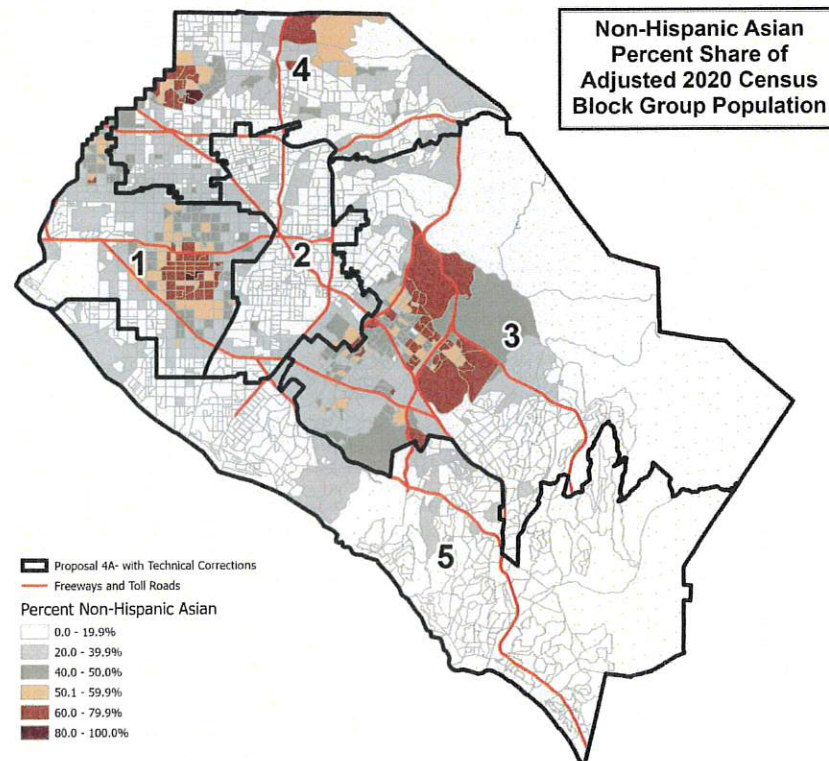 Non-Hispanic Asian
Percent Share of
Adjusted 2020 Census
Block Group Population
4
1
2
3
5
Proposal 4A- with Technical Corrections
Freeways and Toll Roads
Percent Non-Hispanic Asian
0.0 - 19.9%
20.0 - 39.9%
40.0 - 50.0%
50.1 - 59.9%
60.0 - 79.9%
80.0 - 100.0%